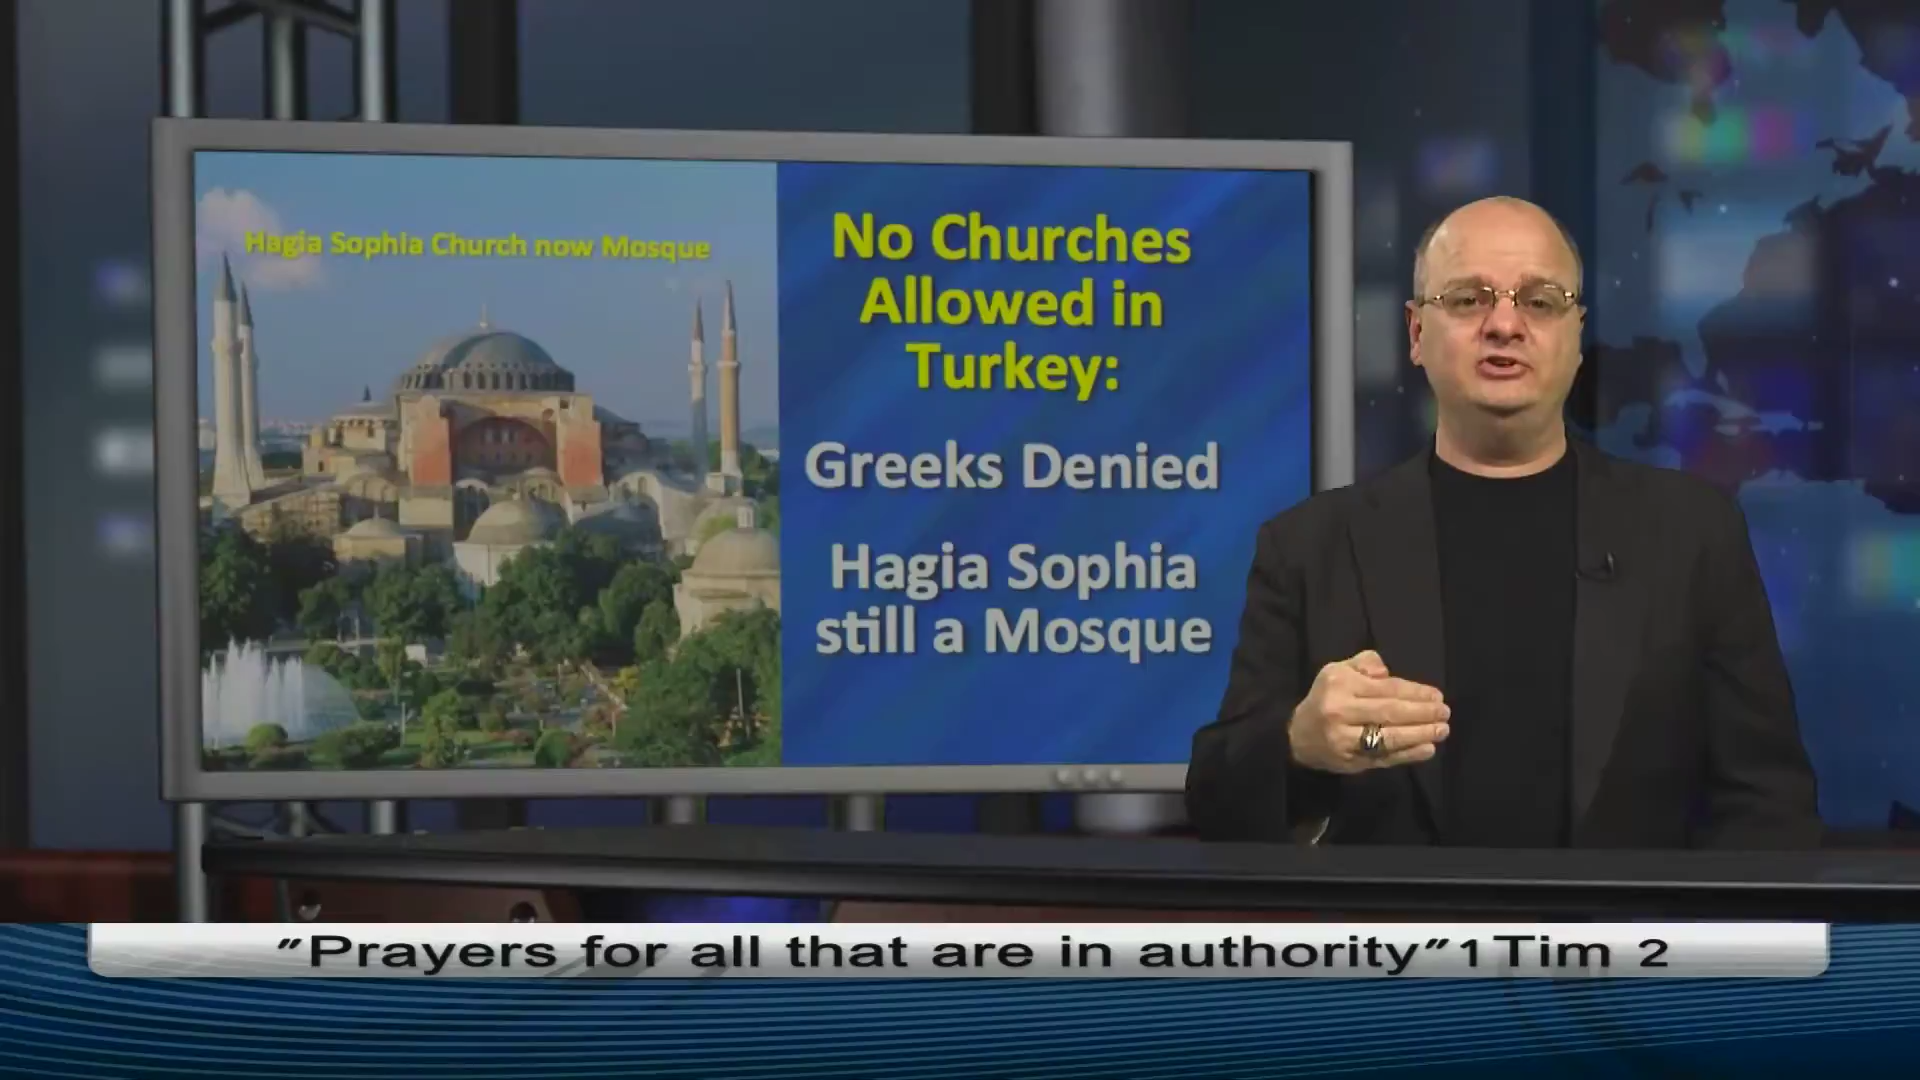 Hagia Sophia Church now Mosque
No Churches
Allowed in
Turkey:
Greeks Denied
Hagia Sophia
still a Mosque
"Prayers for all that are in authority"1 Tim 2